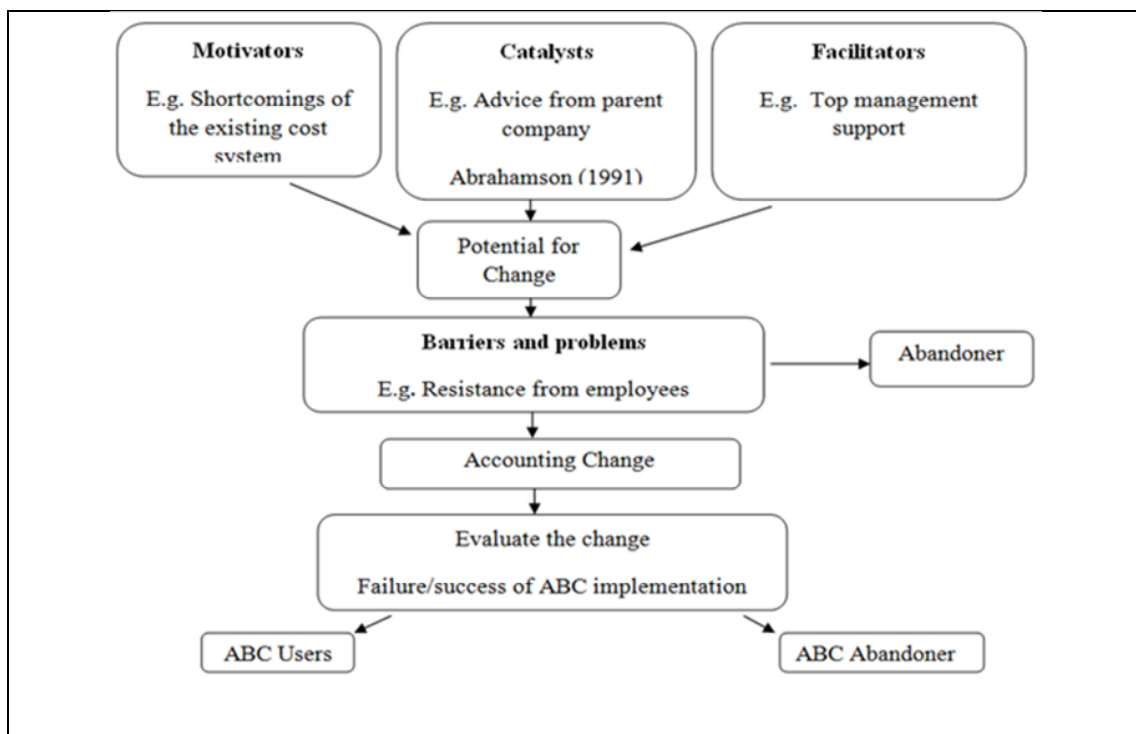 Motivators
E.g. Shortcomings of
the existing cost
system
Catalysts
E.g. Advice from parent
company
Abrahamson (1991)
Facilitators
E.g. Top management
support
Potential for
Change
Barriers and problems
E.g. Resistance from employees
Abandoner
Accounting Change
Evaluate the change
Failure/success of ABC implementation
ABC Users
ABC Abandoner